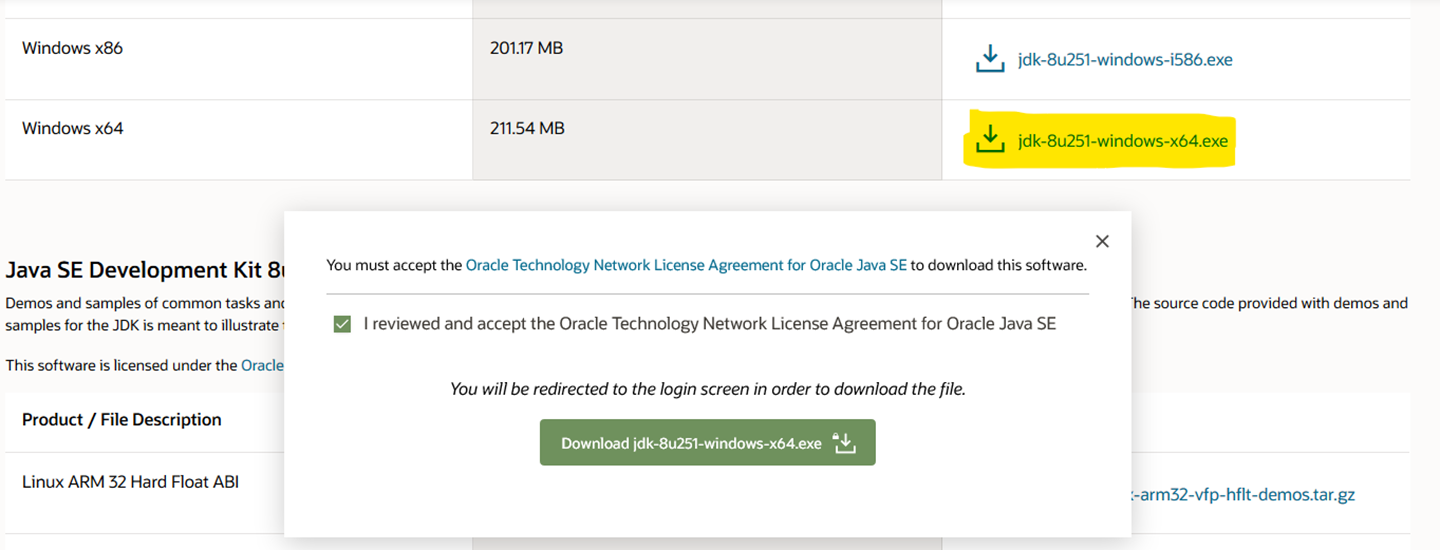 Windows x86
201.17 MB
jdk-8u251-windows-i586.exe
Windows x64
211.54 MB
jdk-8u251-windows-x64.exe
You must accept the Oracle Technology Network License Agreement for Oracle Java SE to download this software.
I reviewed and accept the Oracle Technology Network License Agreement for Oracle Java SE
You will be redirected to the login screen in order to download the file.
Download jdk-8u251-windows-x64.exe
Java SE Development Kit
Demos and samples of common tasks
The source code provided with demos and
samples for the JDK is meant to illustrate
This software is licensed under the Oracle
Product / File Description
Linux ARM 32 Hard Float ABI
-arm32-vfp-hflt-demos.tar.gz